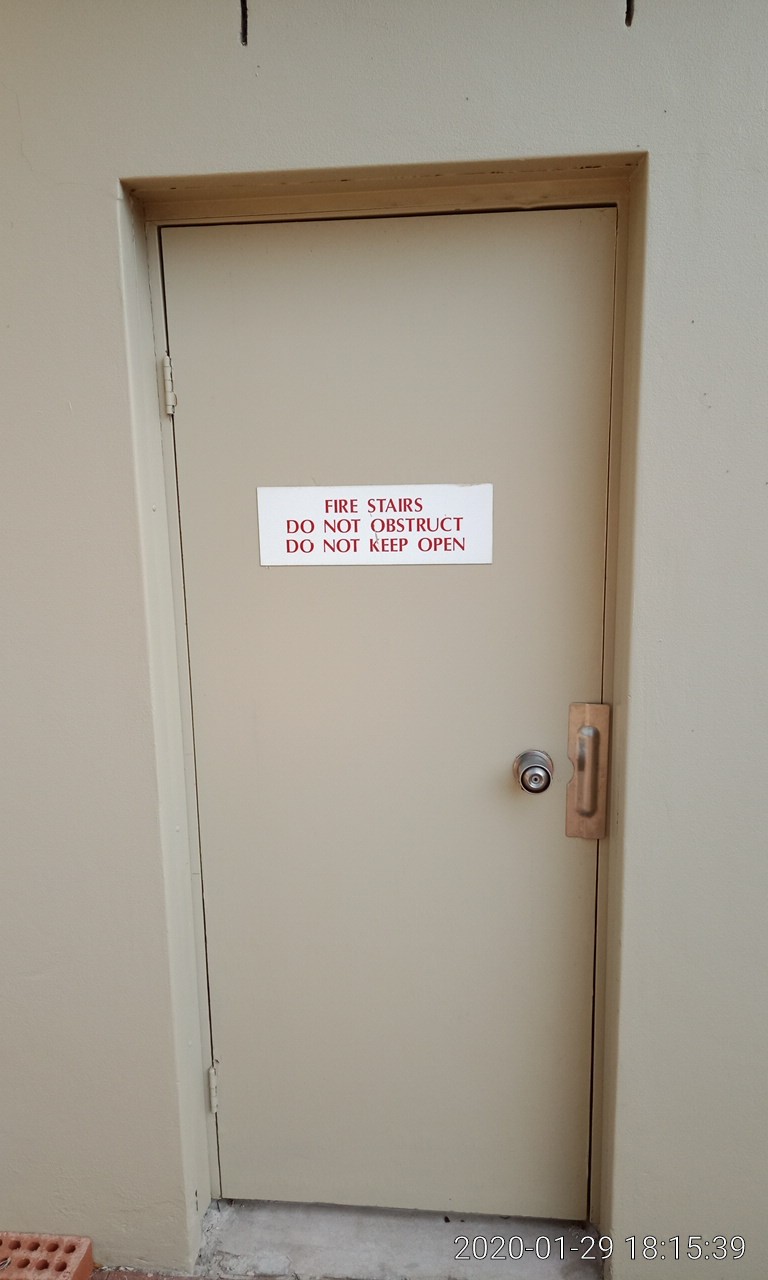 FIRE STAIRS
DO NOT OBSTRUCT
DO NOT KEEP OPEN
2020-01-29 18:15:39